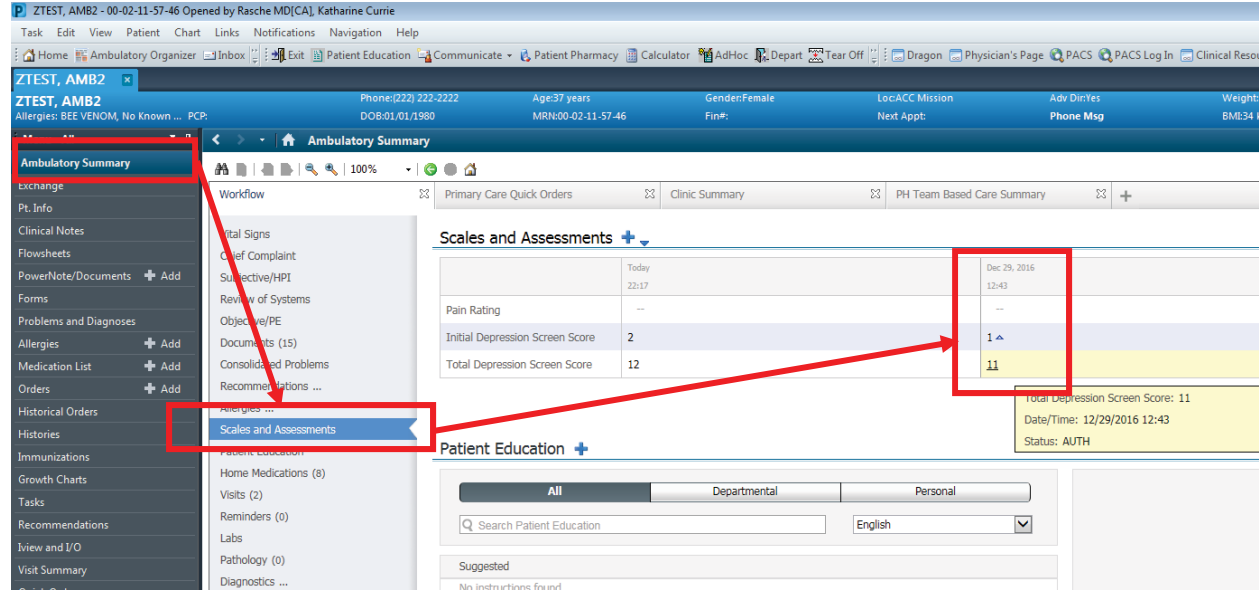 ZTEST, AMB2 - 00-02-11-57-46 Opened by Rasche MD[CA], Katharine Currie
Task Edit View Patient Chart Links Notifications Navigation Help
Home Ambulatory Organizer Inbox Exit Patient Education Communicate Patient Pharmacy Calculator AdHoc Depart Tear Off Dragon Physician's Page PACS PACS Log In Clinical Resou
ZTEST, AMB2
ZTEST, AMB2 Phone:(222) 222-2222 Age:37 years Gender:Female Loc:ACC Mission Adv Dir:Yes Weight:
Allergies: BEE VENOM, No Known ... PCP: DOB:01/01/1980 MRN:00-02-11-57-46 Fin#: Next Appt: Phone Msg BMI:34
Ambulatory Summary
100%
Workflow Primary Care Quick Orders Clinic Summary PH Team Based Care Summary
Ambulatory Summary
Exchange
Pt. Info
Clinical Notes
Flowsheets
PowerNote/Documents Add
Forms
Problems and Diagnoses
Allergies Add
Medication List Add
Orders Add
Historical Orders
Histories
Immunizations
Growth Charts
Tasks
Recommendations
Iview and I/O
Visit Summary
Vital Signs
Chief Complaint
Subjective/HPI
Review of Systems
Objective/PE
Documents (15)
Consolidated Problems
Recommendations ...
Allergies ...
Scales and Assessments
Patient Education
Home Medications (8)
Visits (2)
Reminders (0)
Labs
Pathology (0)
Diagnostics ...
Scales and Assessments
Today Dec 29, 2016
22:17 12:43
Pain Rating -- --
Initial Depression Screen Score 2 1
Total Depression Screen Score 12 11
Total Depression Screen Score: 11
Date/Time: 12/29/2016 12:43
Status: AUTH
Patient Education
All Departmental Personal
Search Patient Education English
Suggested
No instructions found